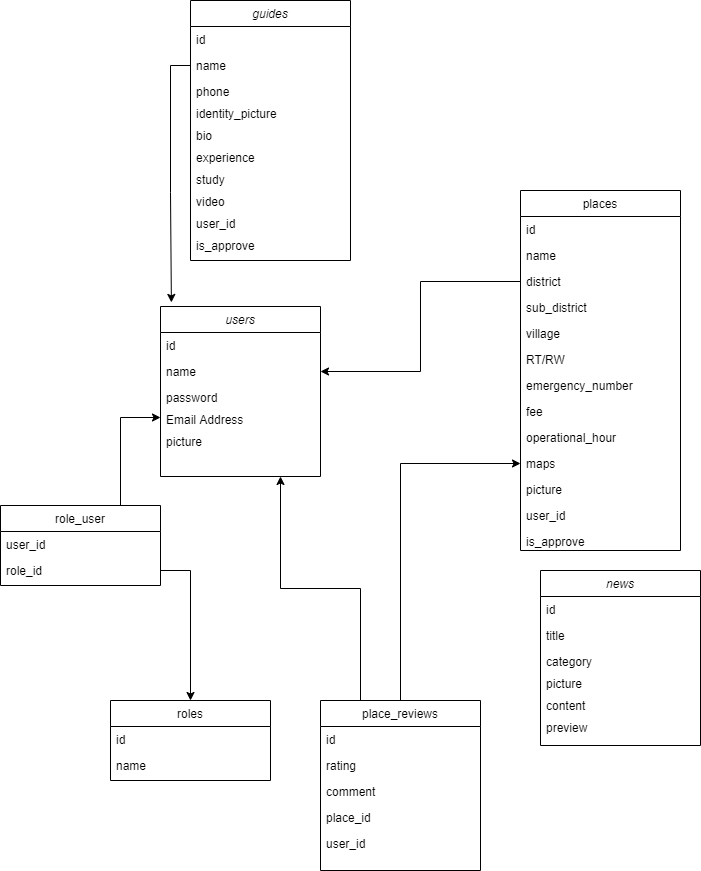 guides
id
name
phone
identity_picture
bio
experience
study
video
user_id
is_approve
places
id
name
district
sub_district
village
RT/RW
emergency_number
fee
operational_hour
maps
picture
user_id
is_approve
users
id
name
password
Email Address
picture
role_user
user_id
role_id
news
id
title
category
picture
content
preview
roles
id
name
place_reviews
id
rating
comment
place_id
user_id